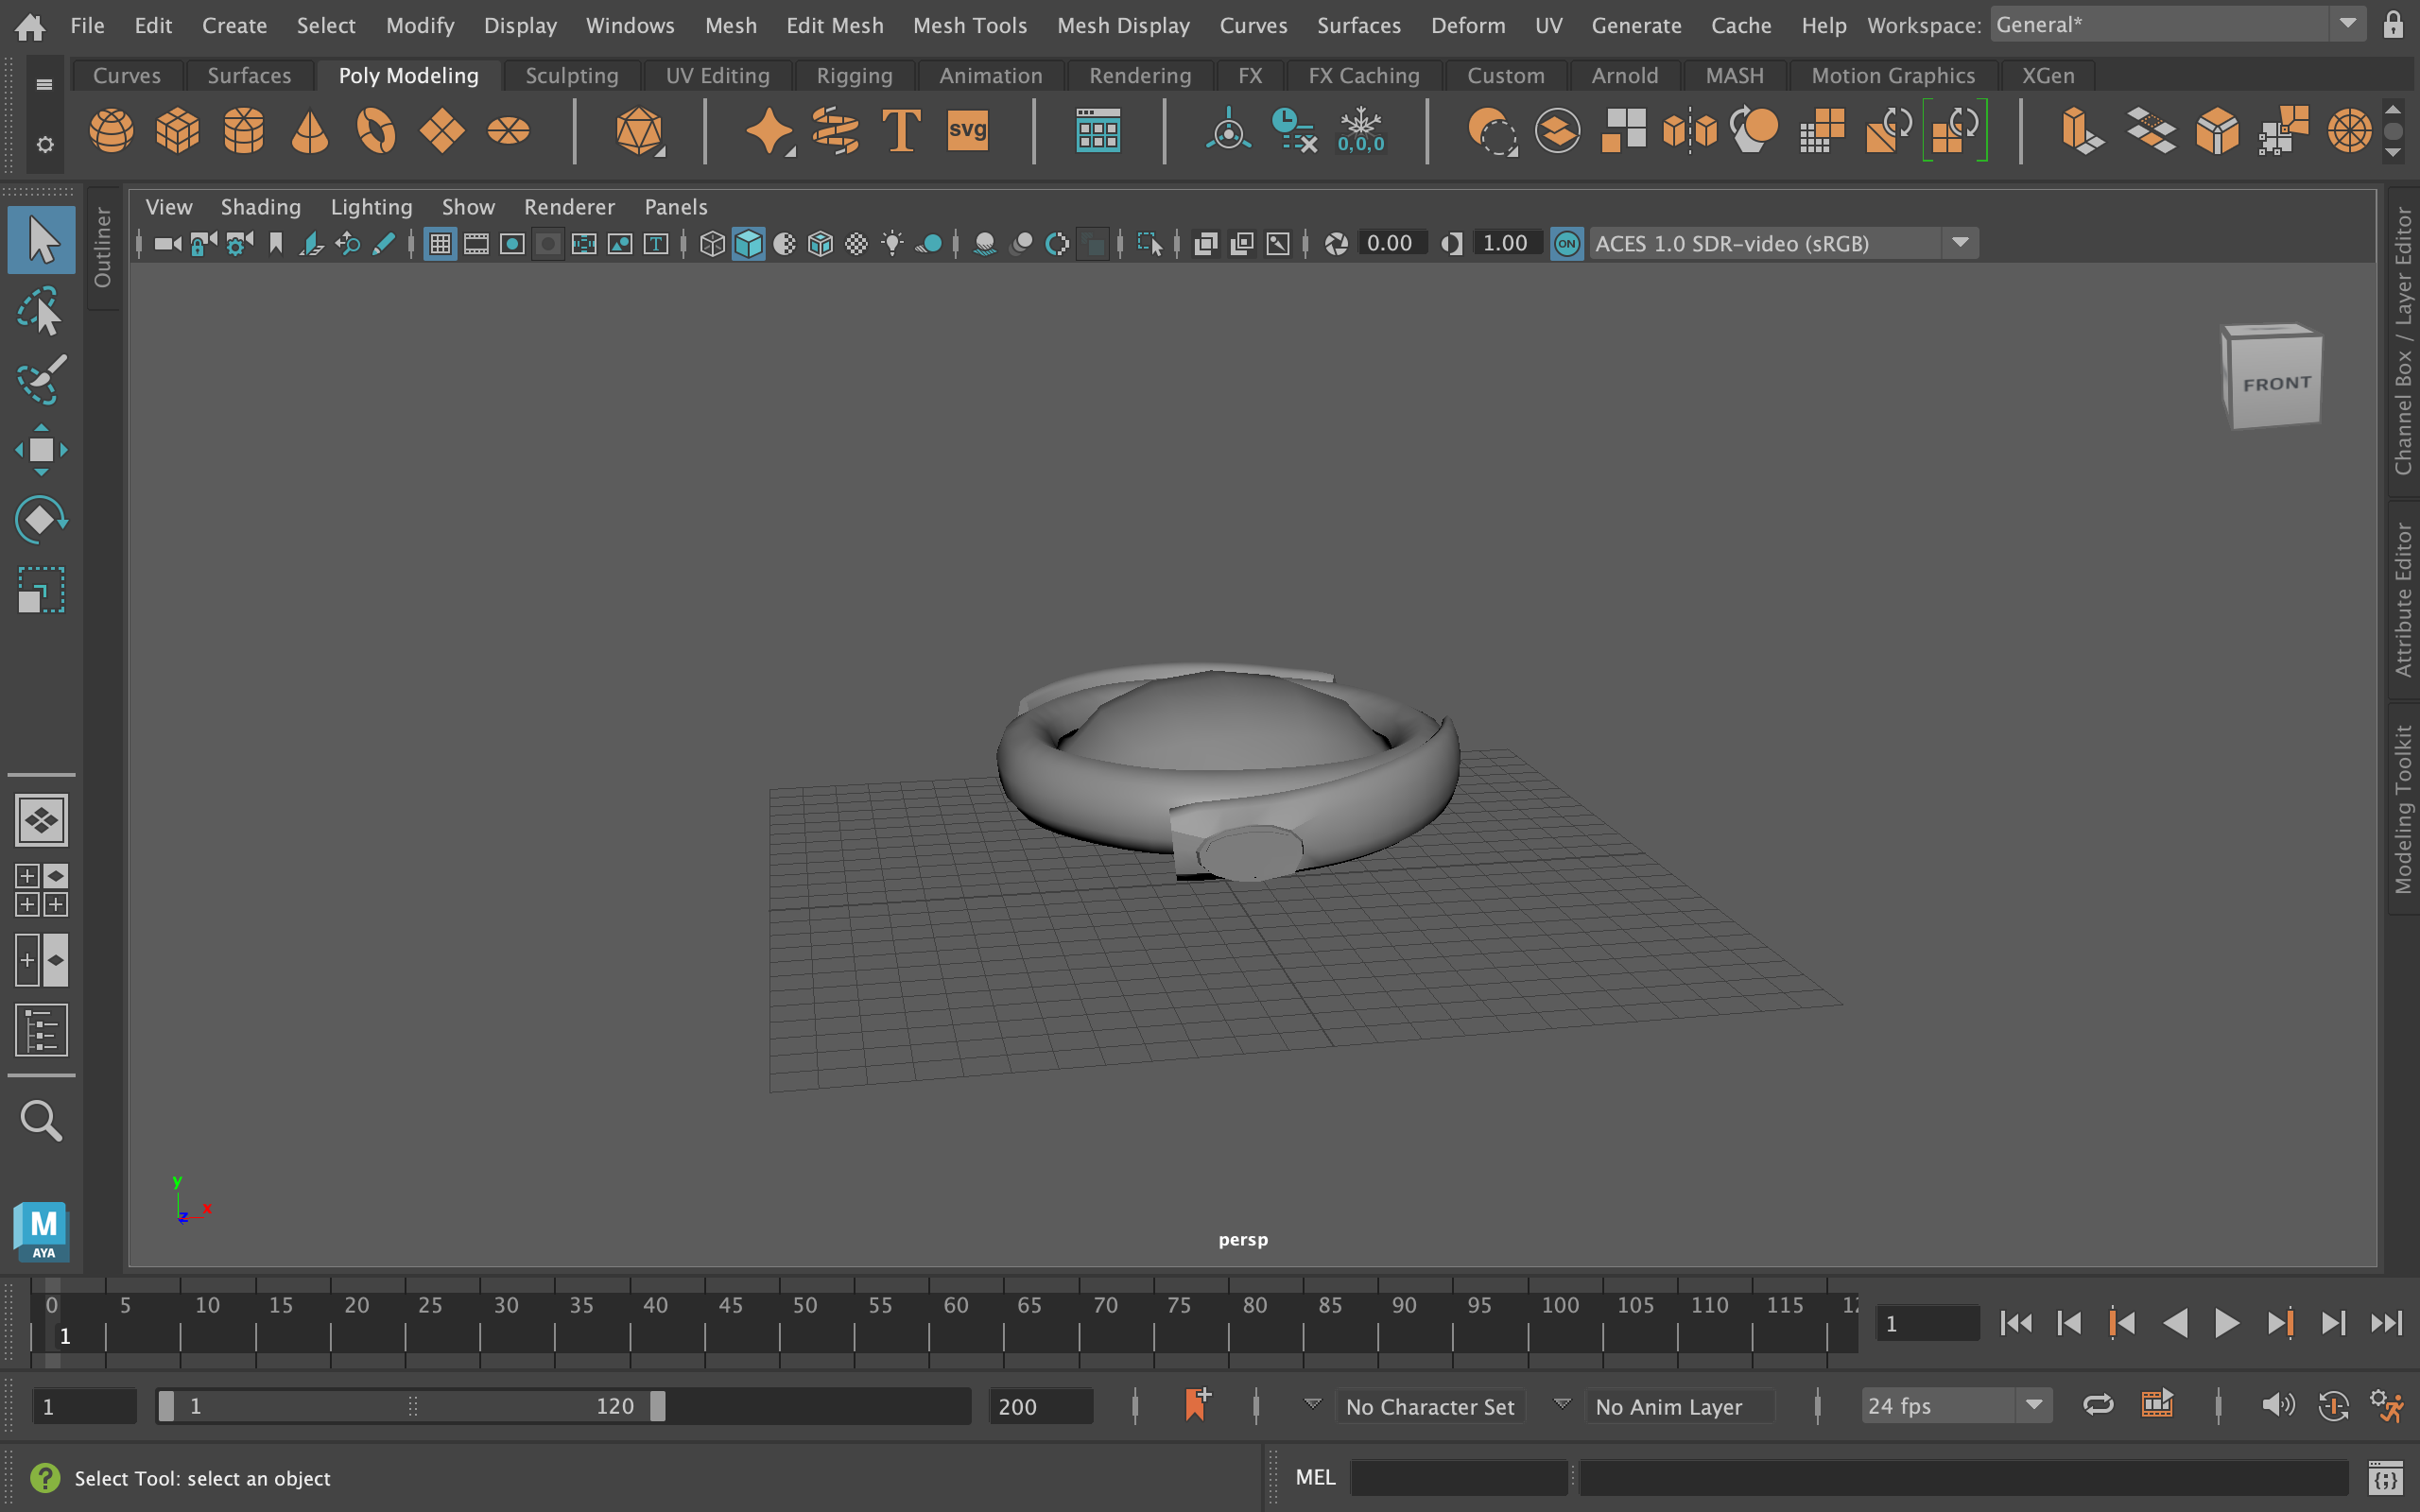 File Edit Create Select Modify Display Windows Mesh Edit Mesh Mesh Tools Mesh Display Curves Surfaces Deform UV Generate Cache Help Workspace: General*
Curves Surfaces Poly Modeling Sculpting UV Editing Rigging Animation Rendering FX FX Caching Custom Arnold MASH Motion Graphics XGen
T svg 0,0,0
Outliner
View Shading Lighting Show Renderer Panels
T 0.00 1.00 ON ACES 1.0 SDR-video (sRGB)
FRONT
Channel Box / Layer Editor
Attribute Editor
Modeling Toolkit
y
x
z
M
AYA
persp
0 5 10 15 20 25 30 35 40 45 50 55 60 65 70 75 80 85 90 95 100 105 110 115
1
1
1 1 120 200 No Character Set No Anim Layer 24 fps
? Select Tool: select an object MEL